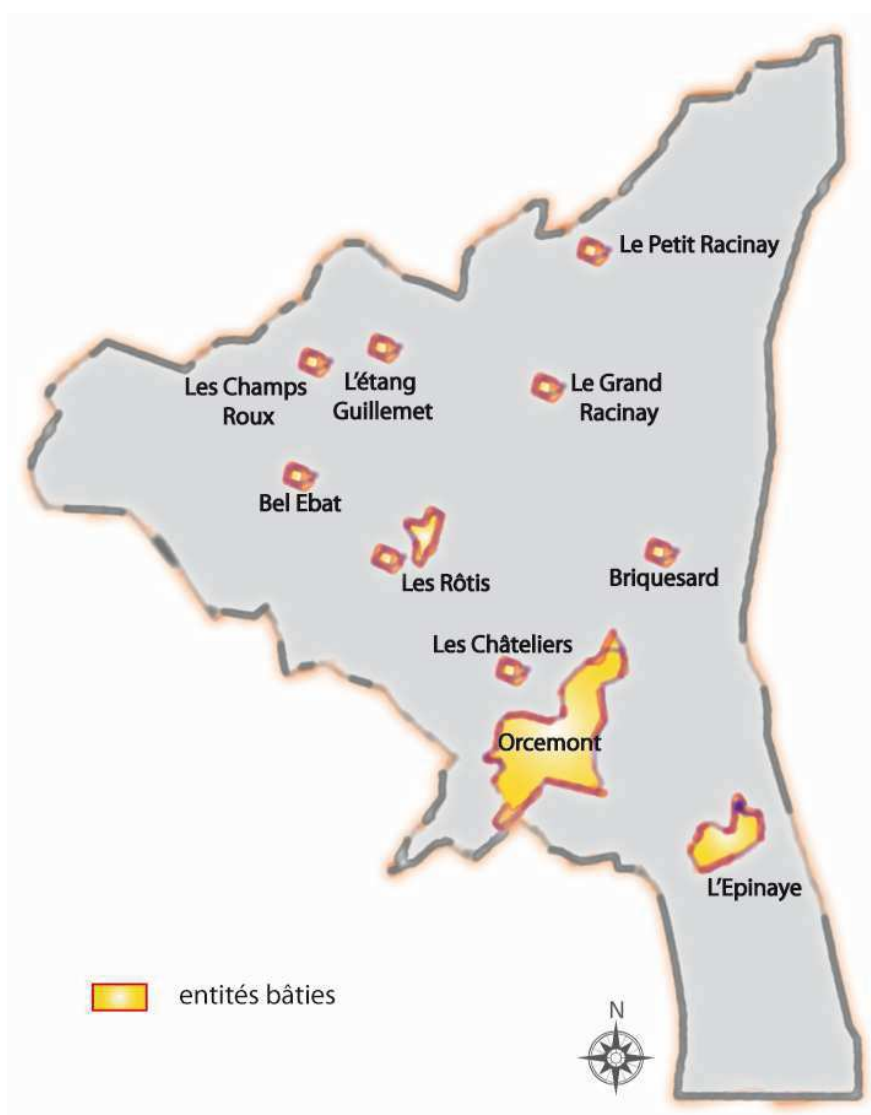 Le Petit Racinay
Les Champs
Roux
L'étang
Guillemet
Le Grand
Racinay
Bel Ebat
Les Rôtis
Briquesard
Les Châteliers
Orcemont
L'Epinaye
entités bâties
N